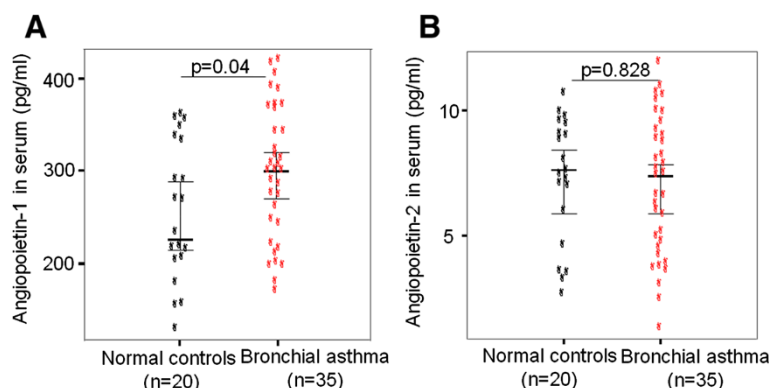 A
Angiopoietin-1 in serum (pg/ml)
400
300
200
p=0.04
Normal controls
(n=20)
Bronchial asthma
(n=35)
B
Angiopoietin-2 in serum (pg/ml)
10
5
p=0.828
Normal controls
(n=20)
Bronchial asthma
(n=35)